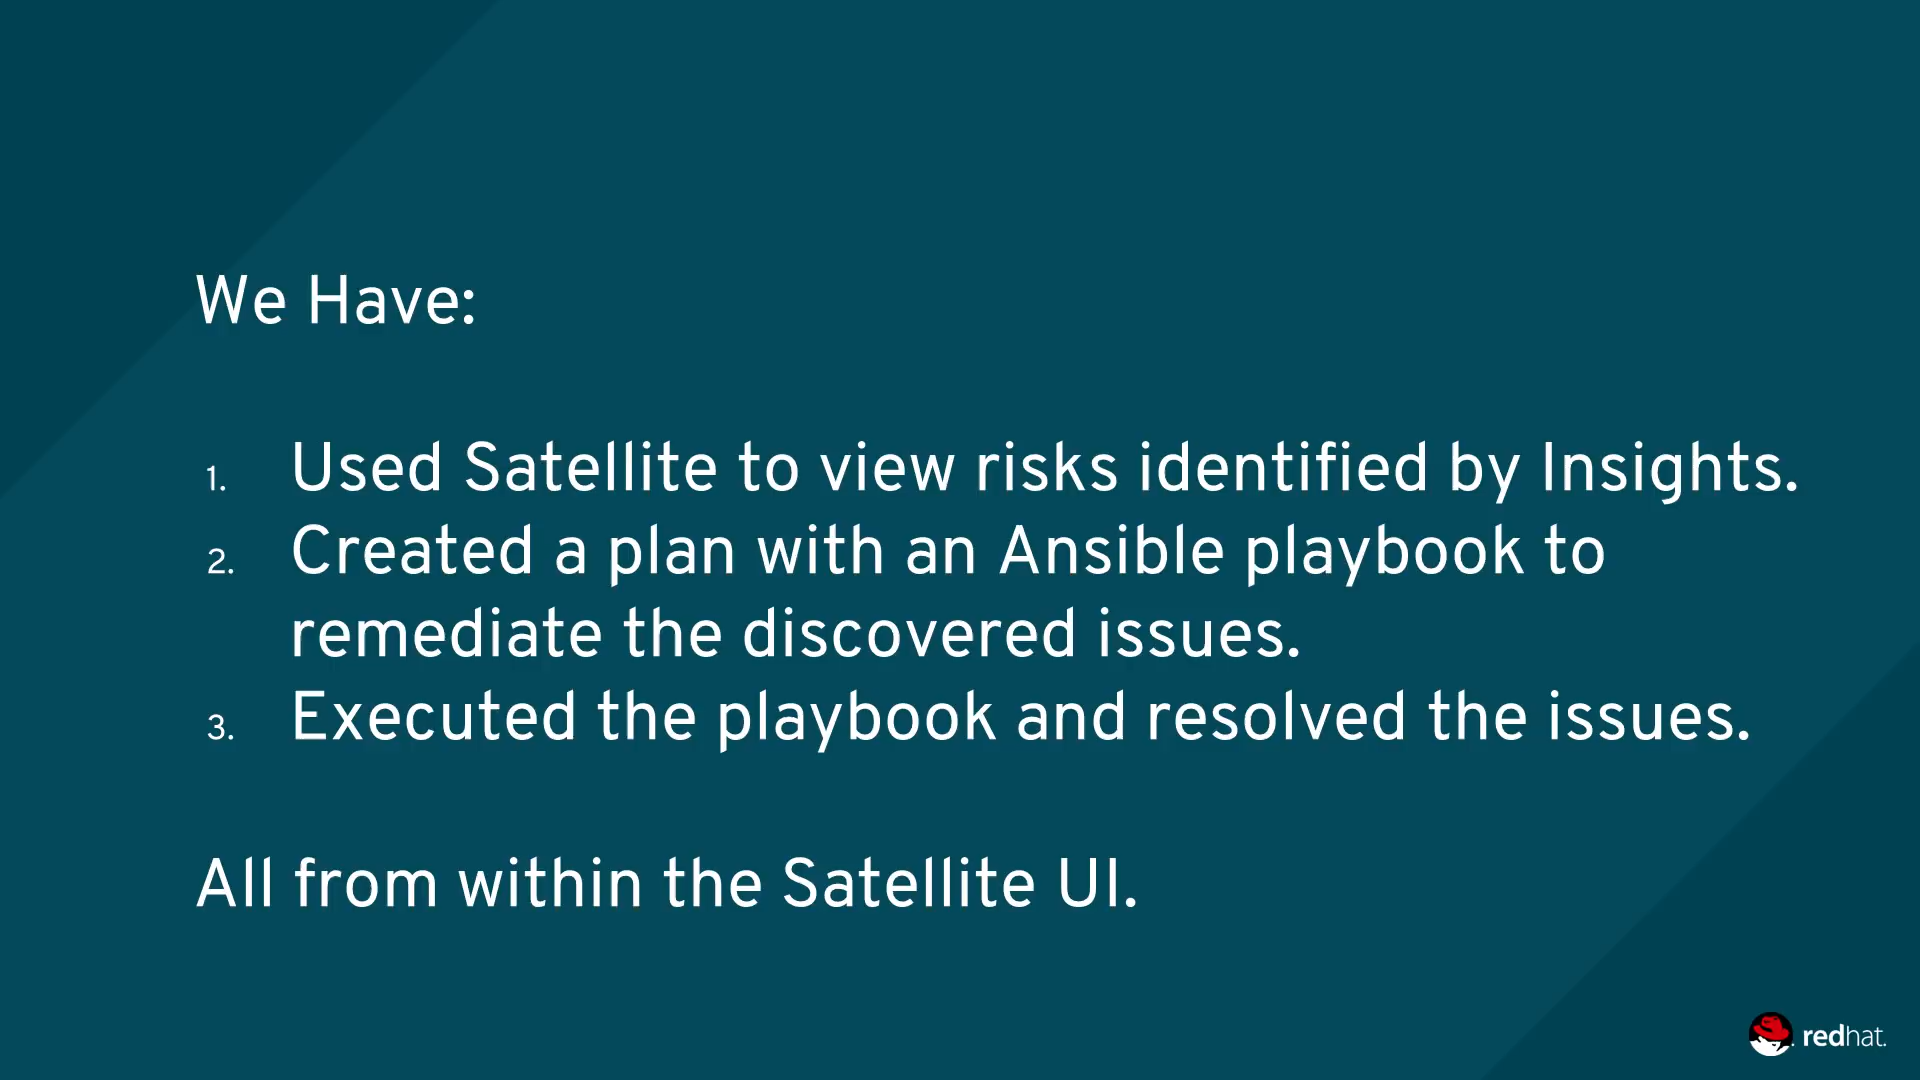 We Have:
1. Used Satellite to view risks identified by Insights.
2. Created a plan with an Ansible playbook to
remediate the discovered issues.
3. Executed the playbook and resolved the issues.
All from within the Satellite UI.
redhat.